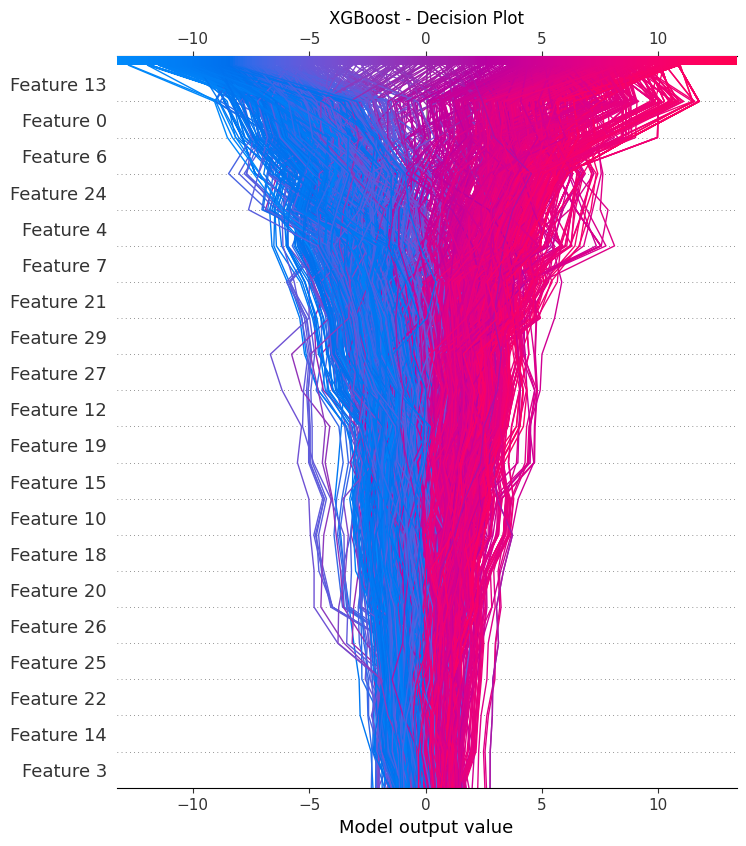 XGBoost - Decision Plot
−10 −5 0 5 10
Feature 13
Feature 0
Feature 6
Feature 24
Feature 4
Feature 7
Feature 21
Feature 29
Feature 27
Feature 12
Feature 19
Feature 15
Feature 10
Feature 18
Feature 20
Feature 26
Feature 25
Feature 22
Feature 14
Feature 3
−10 −5 0 5 10
Model output value